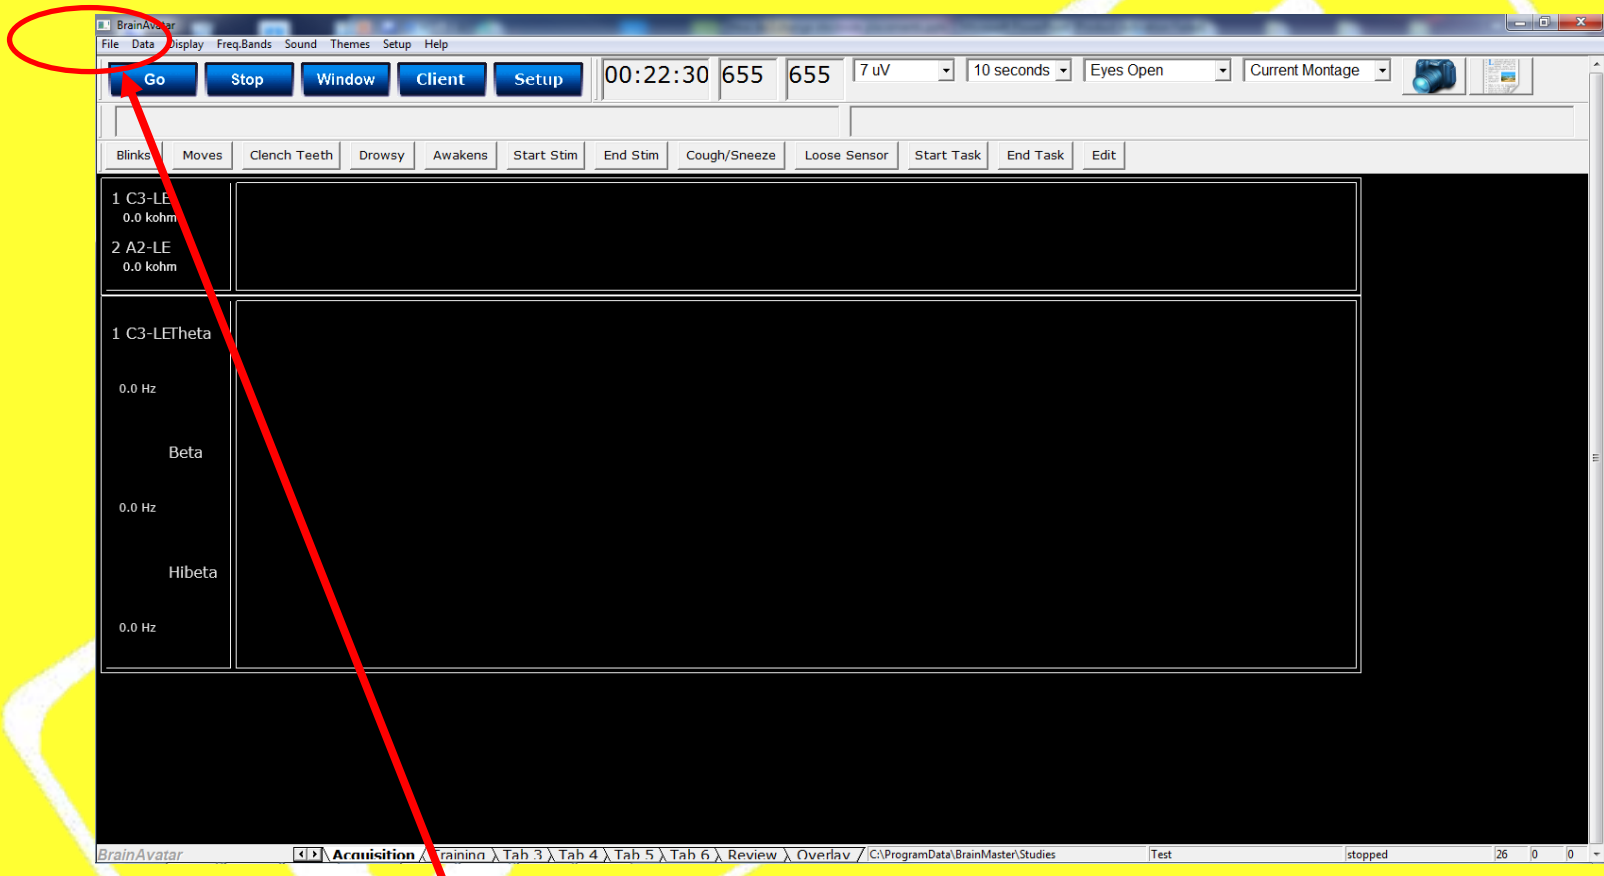 BrainAvatar
File Data Display Freq.Bands Sound Themes Setup Help
Go Stop Window Client Setup 00:22:30 655 655 7 uV 10 seconds Eyes Open Current Montage
Blinks Moves Clench Teeth Drowsy Awakens Start Stim End Stim Cough/Sneeze Loose Sensor Start Task End Task Edit
1 C3-LE
0.0 kohm
2 A2-LE
0.0 kohm
1 C3-LETheta
0.0 Hz
Beta
0.0 Hz
Hibeta
0.0 Hz
BrainAvatar Acquisition Training Tab 3 Tab 4 Tab 5 Tab 6 Review Overlay C:\ProgramData\BrainMaster\Studies Test stopped 26 0 0